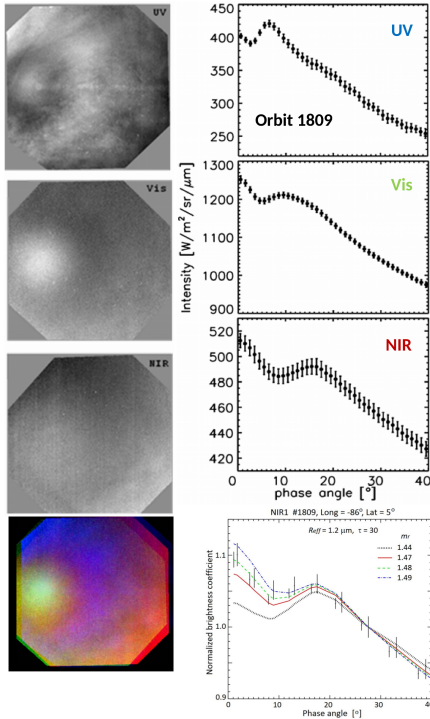 UV
Vis
NIR
450
400
350
300
250
UV
Orbit 1809
1300
1200
1100
1000
900
Vis
Intensity [W/m²/sr/μm]
520
500
480
460
440
420
NIR
0 10 20 30 40
phase angle [°]
NIR1 #1809, Long = -86°, Lat = 5°
Reff = 1.2 μm, τ = 30
mr
1.44
1.47
1.48
1.49
Normalized brightness coefficient
1.1
1.0
0.9
0 10 20 30 40
Phase angle [°]